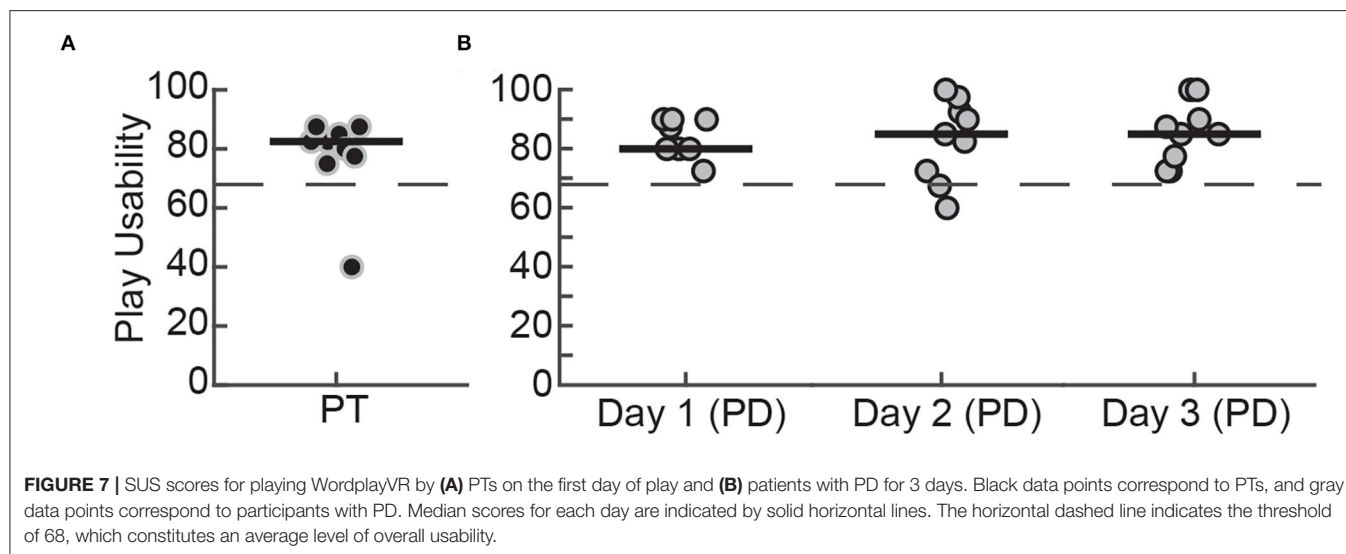 A
B
Play Usability
100
80
60
40
20
0
PT
100
80
60
40
20
0
Day 1 (PD)
Day 2 (PD)
Day 3 (PD)
FIGURE 7 | SUS scores for playing WordplayVR by (A) PTs on the first day of play and (B) patients with PD for 3 days. Black data points correspond to PTs, and gray
data points correspond to participants with PD. Median scores for each day are indicated by solid horizontal lines. The horizontal dashed line indicates the threshold
of 68, which constitutes an average level of overall usability.